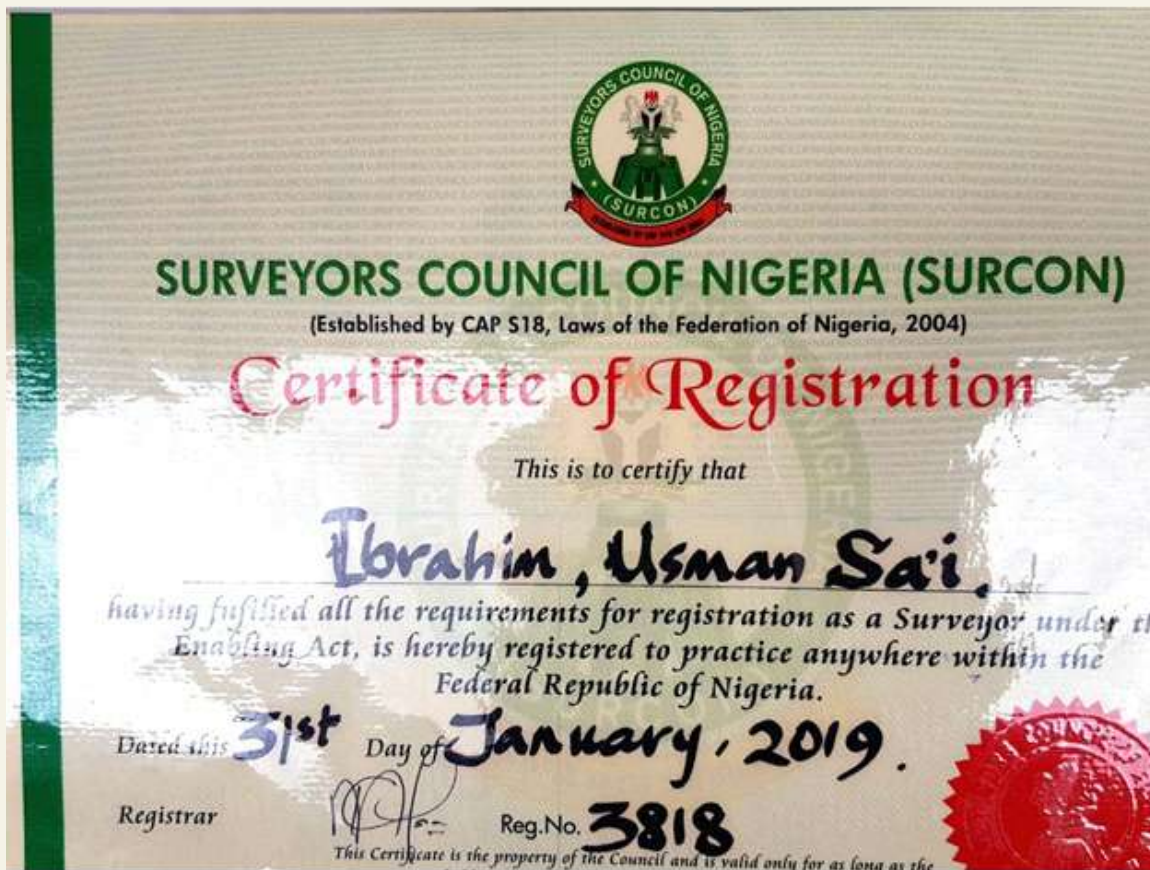 SURVEYORS COUNCIL OF NIGERIA
(SURCON)
SURVEYORS COUNCIL OF NIGERIA (SURCON)
(Established by CAP S18, Laws of the Federation of Nigeria, 2004)
Certificate of Registration
This is to certify that
Ibrahim, Usman Sa'i.
having fufilled all the requirements for registration as a Surveyor under
Enabling Act, is hereby registered to practice anywhere within the
Federal Republic of Nigeria.
Dated this 31st Day of January, 2019.
Registrar Reg.No. 3818
This Certificate is the property of the Council and is valid only for as long as the